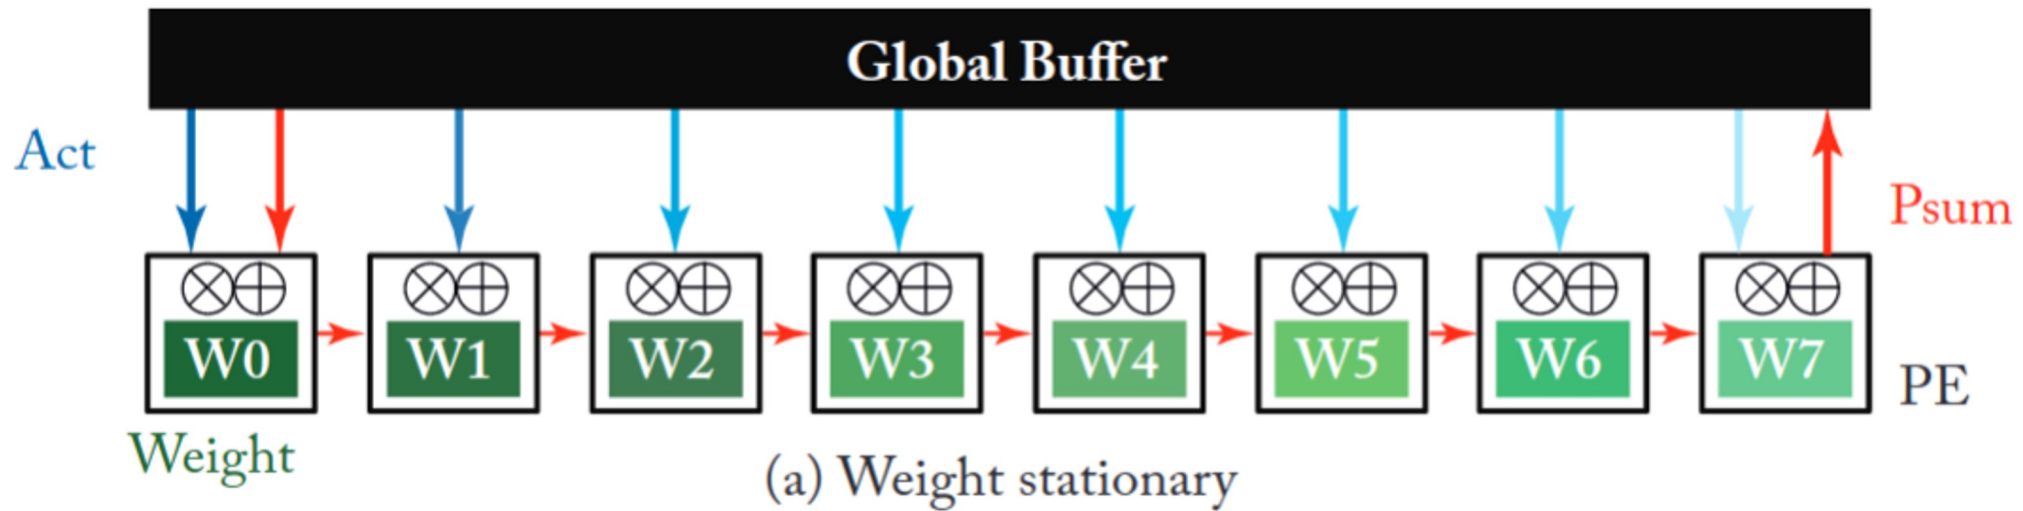 Global Buffer
Act
Psum
W0 W1 W2 W3 W4 W5 W6 W7
PE
Weight
(a) Weight stationary